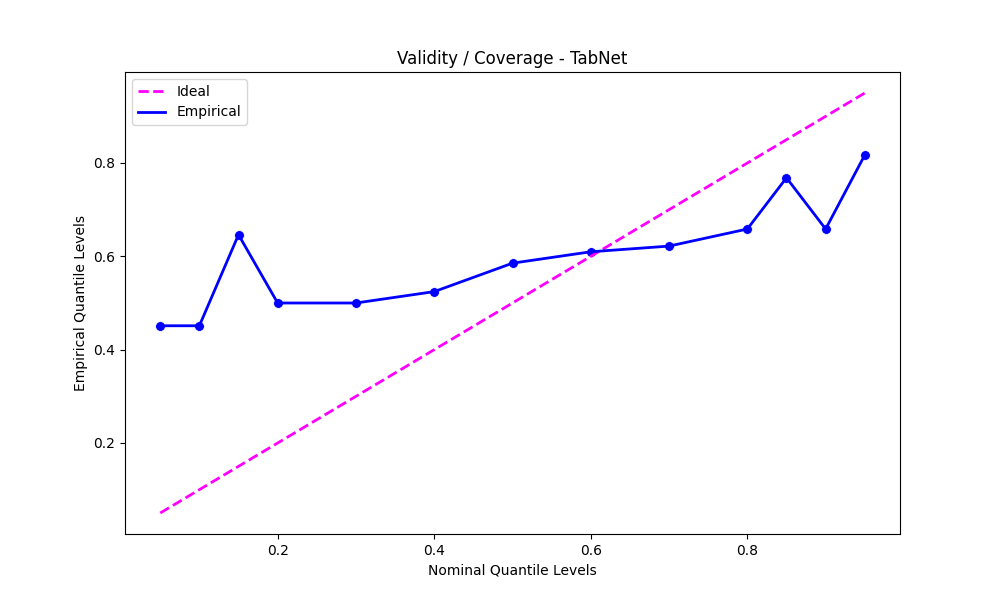 Validity / Coverage - TabNet
Ideal
Empirical
0.8
0.6
0.4
0.2
Empirical Quantile Levels
0.2 0.4 0.6 0.8
Nominal Quantile Levels